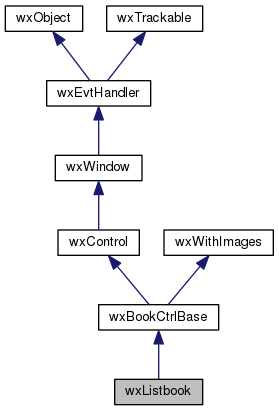 wxObject
wxTrackable
wxEvtHandler
wxWindow
wxControl
wxWithImages
wxBookCtrlBase
wxListbook